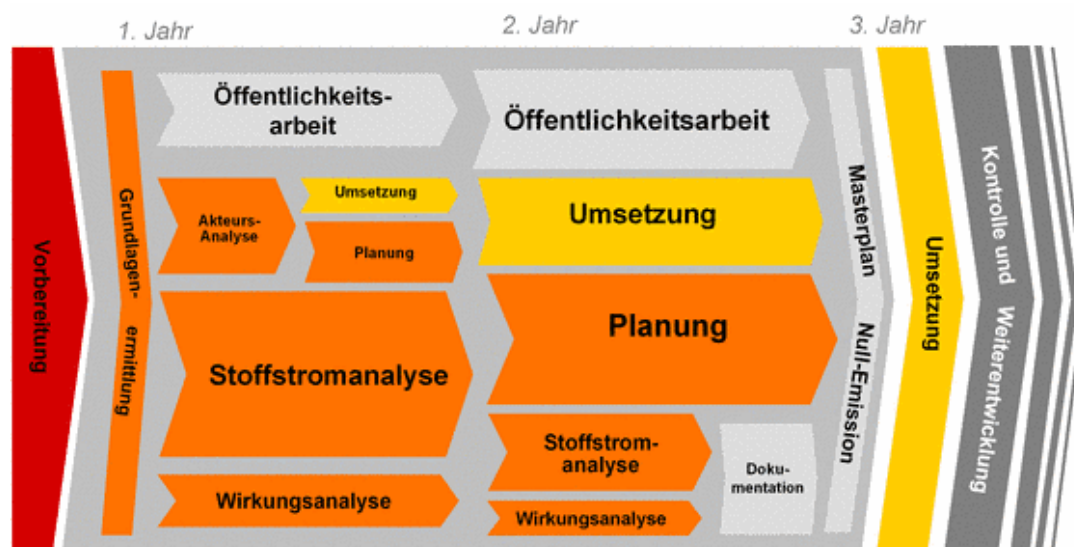 1. Jahr
2. Jahr
3. Jahr
Vorbereitung
Grundlagen-
ermittlung
Öffentlichkeits-
arbeit
Akteurs-
Analyse
Umsetzung
Planung
Stoffstromanalyse
Wirkungsanalyse
Öffentlichkeitsarbeit
Umsetzung
Planung
Stoffstrom-
analyse
Wirkungsanalyse
Doku-
mentation
Masterplan
Null-Emission
Umsetzung
Kontrolle und
Weiterentwicklung